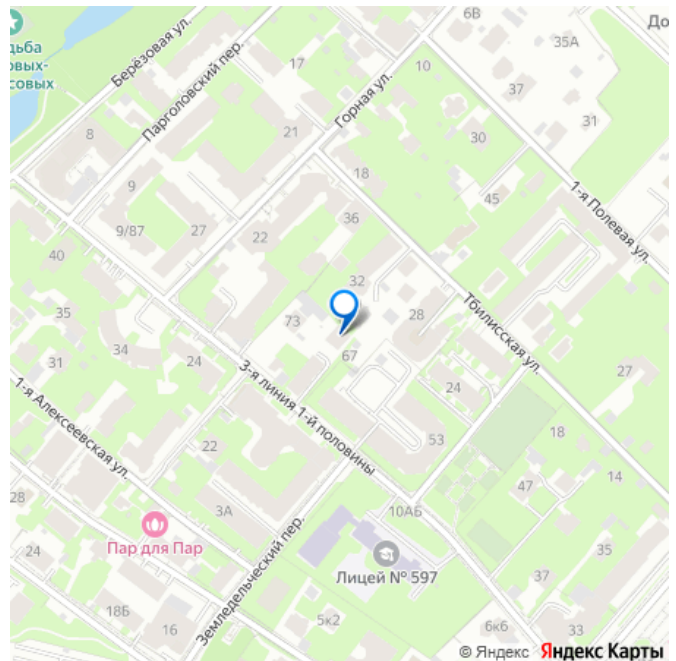 6В
До
дьба
овых-
совых
Берёзовая ул.
35А
Парголовский пер.
17
10
37
Горная ул.
31
8
21
30
18
45
9
36
1-я Полевая ул.
9/87
27
22
40
32
Тбилисская ул.
35
73
28
34
67
24
31
3-я линия 1-й половины
27
24
1-я Алексеевская ул.
22
53
18
28
47
14
3А
10АБ
Пар для Пар
24
Земледельческий пер.
Лицей № 597
35
37
18Б
16
5к2
6к6
33
© Яндекс Яндекс Карты